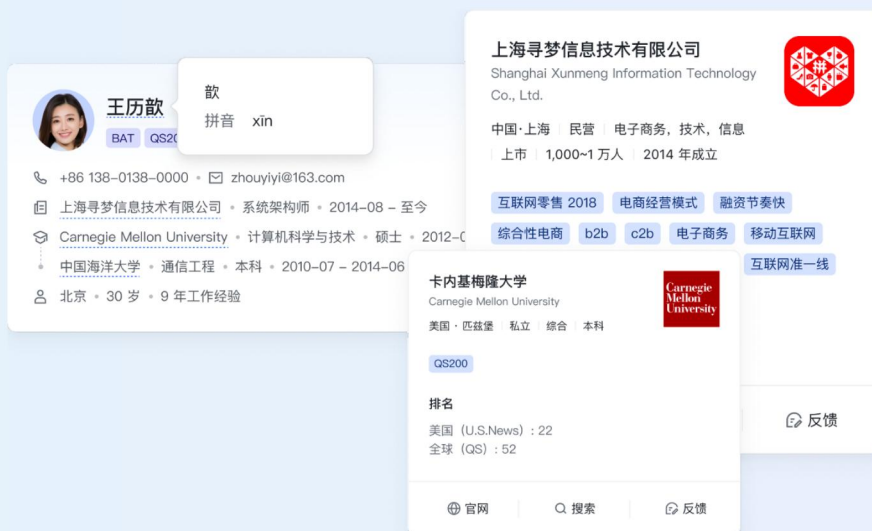 王历歆
BAT
QS20
歆
拼音 xīn
+86 138-0138-0000 • zhouyiyi@163.com
上海寻梦信息技术有限公司 • 系统架构师 • 2014-08 - 至今
Carnegie Mellon University • 计算机科学与技术 • 硕士 • 2012-0
中国海洋大学 • 通信工程 • 本科 • 2010-07 - 2014-06
北京 • 30 岁 • 9 年工作经验
上海寻梦信息技术有限公司
Shanghai Xunmeng Information Technology
Co., Ltd.
拼
中国·上海 | 民营 | 电子商务,技术,信息
| 上市 | 1,000~1 万人 | 2014 年成立
互联网零售 2018 电商经营模式 融资节奏快
综合性电商 b2b c2b 电子商务 移动互联网
互联网准一线
反馈
卡内基梅隆大学
Carnegie Mellon University
Carnegie
Mellon
University
美国 · 匹兹堡 | 私立 | 综合 | 本科
QS200
排名
美国(U.S.News):22
全球(QS):52
官网 搜索 反馈